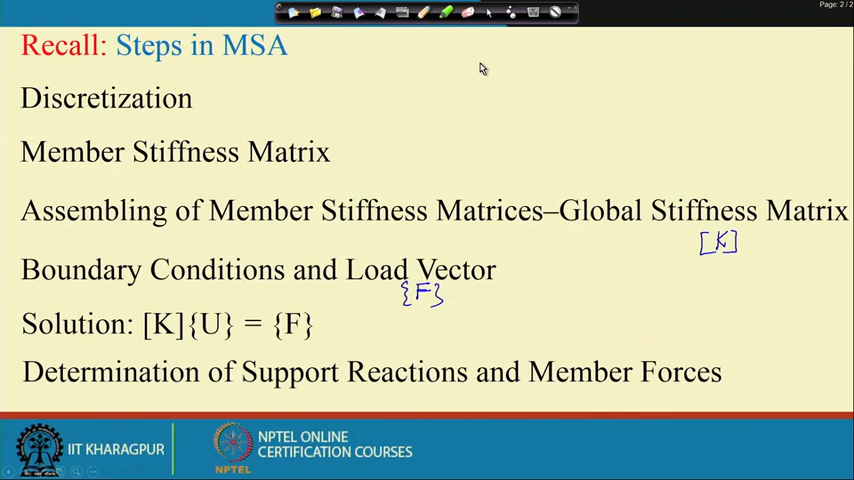 Page: 2 / 2
Recall: Steps in MSA
Discretization
Member Stiffness Matrix
Assembling of Member Stiffness Matrices–Global Stiffness Matrix
[K]
Boundary Conditions and Load Vector
{F}
Solution: [K]{U} = {F}
Determination of Support Reactions and Member Forces
IIT KHARAGPUR
NPTEL
NPTEL ONLINE
CERTIFICATION COURSES